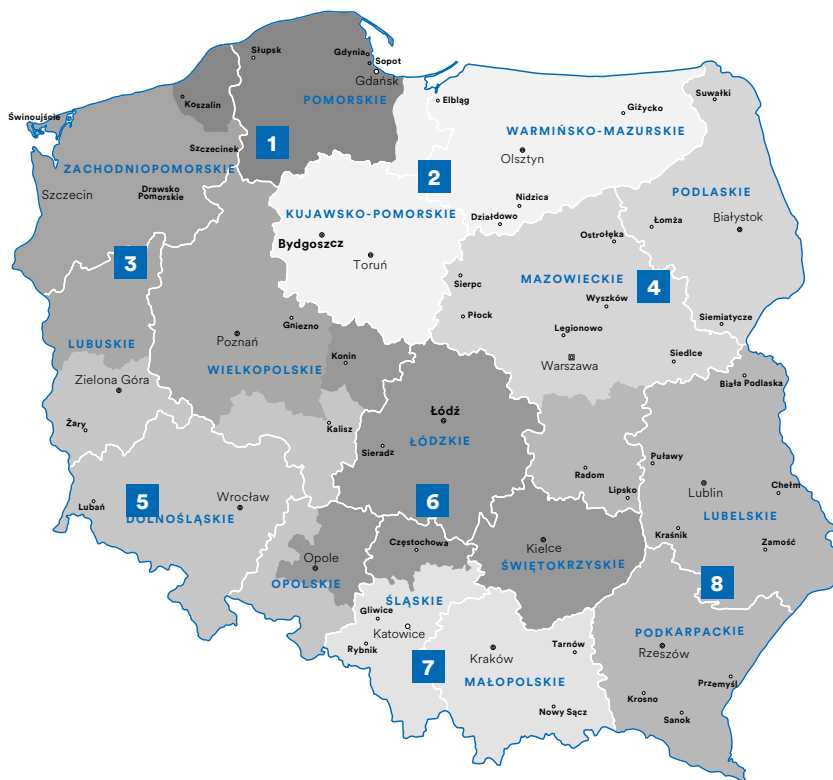 Słupsk
Gdynia
Sopot
Gdańsk
POMORSKIE
Koszalin
Świnoujście
Elbląg
Giżycko
Suwałki
WARMIŃSKO-MAZURSKIE
1
Szczecinek
Olsztyn
ZACHODNIOPOMORSKIE
2
Szczecin
Drawsko
Pomorskie
PODLASKIE
Nidzica
KUJAWSKO-POMORSKIE
Działdowo
Łomża
Białystok
Bydgoszcz
Ostrołęka
Toruń
3
MAZOWIECKIE
Sierpc
4
Wyszków
Płock
Siemiatycze
Gniezno
Legionowo
LUBUSKIE
Poznań
Konin
Warszawa
Siedlce
WIELKOPOLSKIE
Zielona Góra
Biała Podlaska
Łódź
Żary
Kalisz
ŁÓDZKIE
Sieradz
Puławy
Radom
Lublin
Chełm
5
Wrocław
6
Lipsko
Lubań
DOLNOŚLĄSKIE
LUBELSKIE
Kraśnik
Częstochowa
Kielce
Zamość
Opole
ŚWIĘTOKRZYSKIE
OPOLSKIE
8
ŚLĄSKIE
Gliwice
Katowice
PODKARPACKIE
Rybnik
Tarnów
Rzeszów
Kraków
7
MAŁOPOLSKIE
Przemyśl
Krosno
Nowy Sącz
Sanok